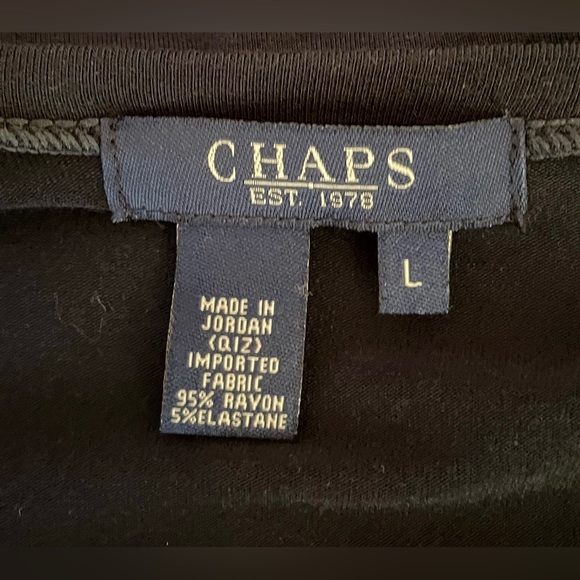 CHAPS
EST. 1978
L
MADE IN
JORDAN
(QIZ)
IMPORTED
FABRIC
95% RAYON
5%ELASTANE